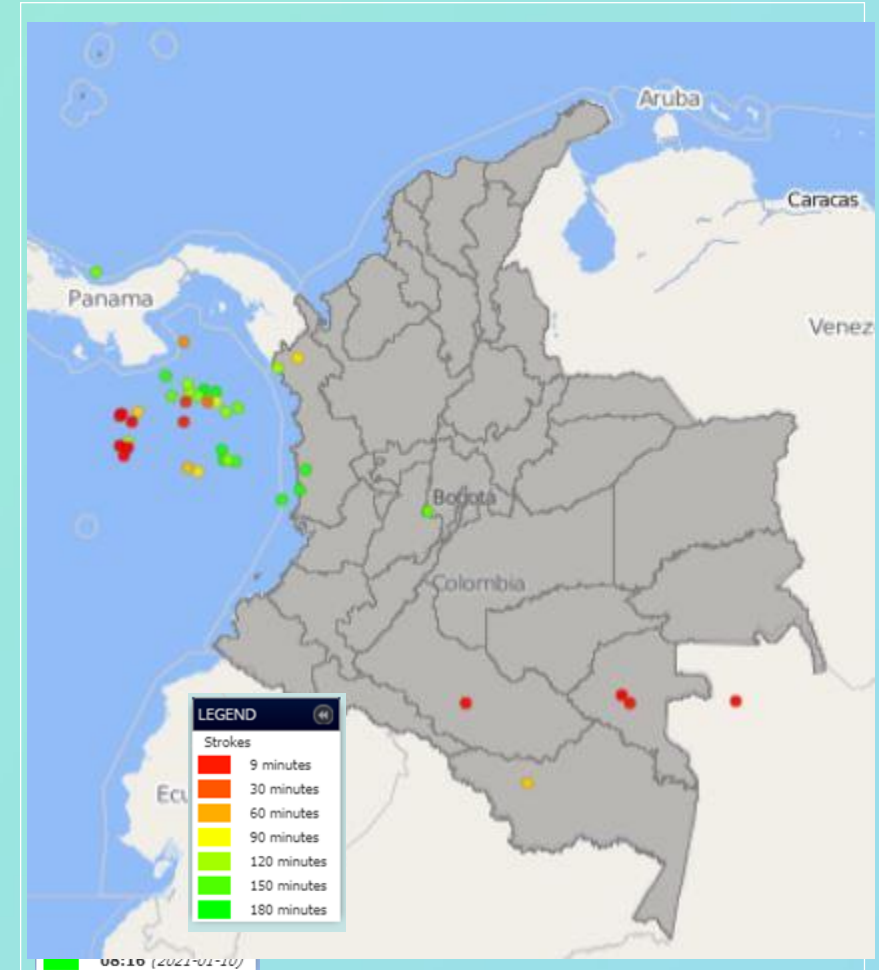 Aruba
Caracas
Panama
Venez
Bogotá
Colombia
LEGEND
Strokes
9 minutes
30 minutes
60 minutes
90 minutes
120 minutes
150 minutes
180 minutes
Ecu
08:16 (2021-01-10)